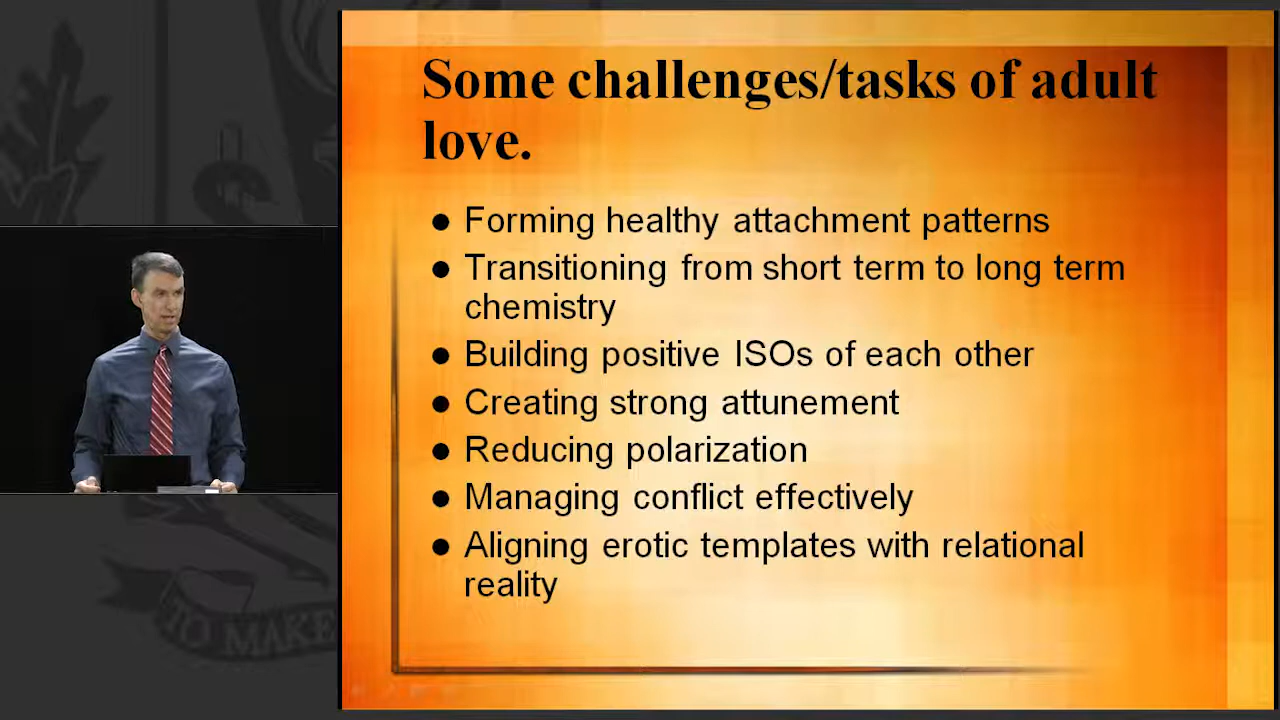 Some challenges/tasks of adult
love.
● Forming healthy attachment patterns
● Transitioning from short term to long term
chemistry
● Building positive ISOs of each other
● Creating strong attunement
● Reducing polarization
● Managing conflict effectively
● Aligning erotic templates with relational
reality
TO MAKE